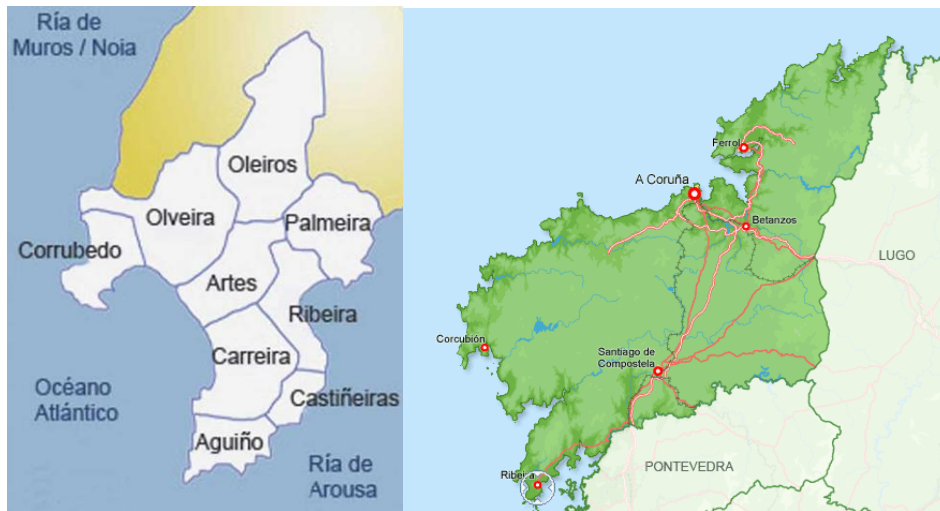 Ría de
Muros / Noia
Oleiros
Olveira
Palmeira
Corrubedo
Artes
Ribeira
Carreira
Océano
Atlántico
Castiñeiras
Aguiño
Ría de
Arousa
Ferrol
A Coruña
Betanzos
LUGO
Corcubión
Santiago de
Compostela
PONTEVEDRA
Ribeira